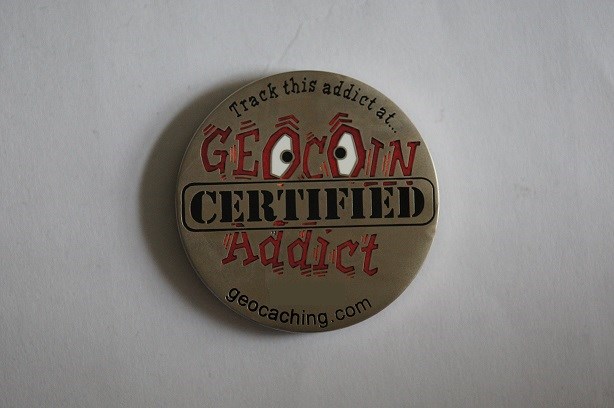 Track this addict at...
GEOCOIN
CERTIFIED
Addict
geocaching.com